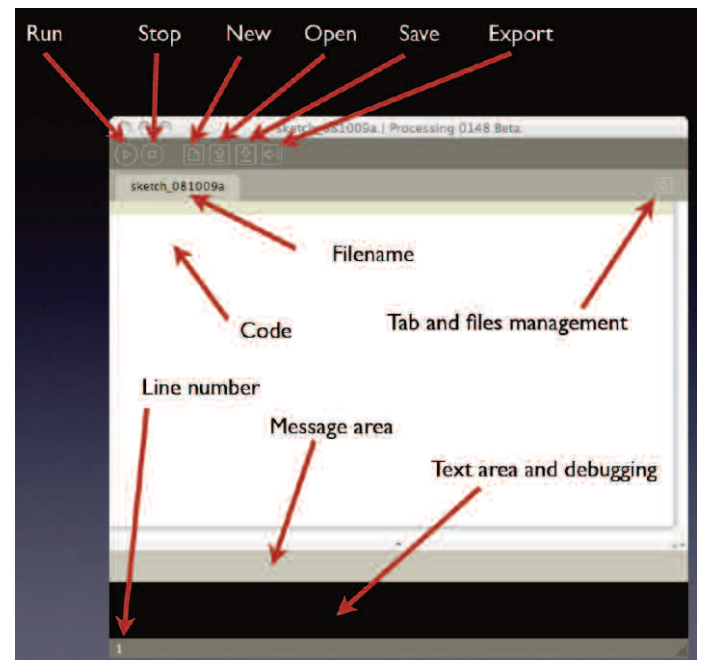 Run Stop New Open Save Export
sketch_081009a | Processing 0148 Beta
sketch_081009a
Filename
Code
Tab and files management
Line number
Message area
Text area and debugging
1